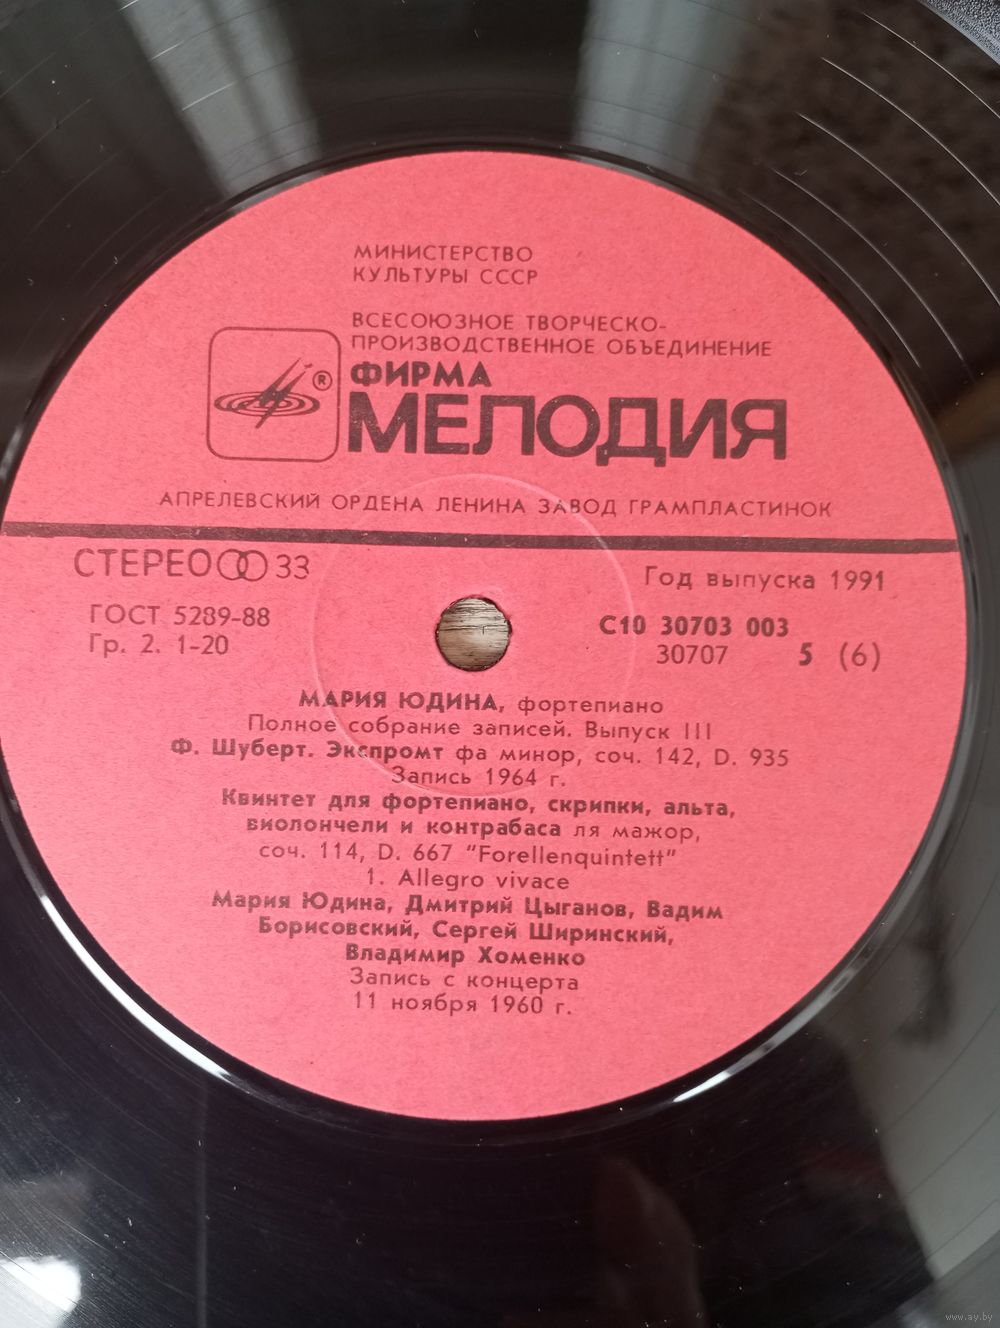 МИНИСТЕРСТВО
КУЛЬТУРЫ СССР
ВСЕСОЮЗНОЕ ТВОРЧЕСКО-
ПРОИЗВОДСТВЕННОЕ ОБЪЕДИНЕНИЕ
®
ФИРМА
МЕЛОДИЯ
АПРЕЛЕВСКИЙ ОРДЕНА ЛЕНИНА ЗАВОД ГРАМПЛАСТИНОК
СТЕРЕО 33
Год выпуска 1991
ГОСТ 5289-88
С10 30703 003
Гр. 2. 1-20
30707 5 (6)
МАРИЯ ЮДИНА, фортепиано
Полное собрание записей. Выпуск III
Ф. Шуберт. Экспромт фа минор, соч. 142, D. 935
Запись 1964 г.
Квинтет для фортепиано, скрипки, альта,
виолончели и контрабаса ля мажор,
соч. 114, D. 667 "Forellenquintett"
1. Allegro vivace
Мария Юдина, Дмитрий Цыганов, Вадим
Борисовский, Сергей Ширинский,
Владимир Хоменко
Запись с концерта
11 ноября 1960 г.
www.ay.by